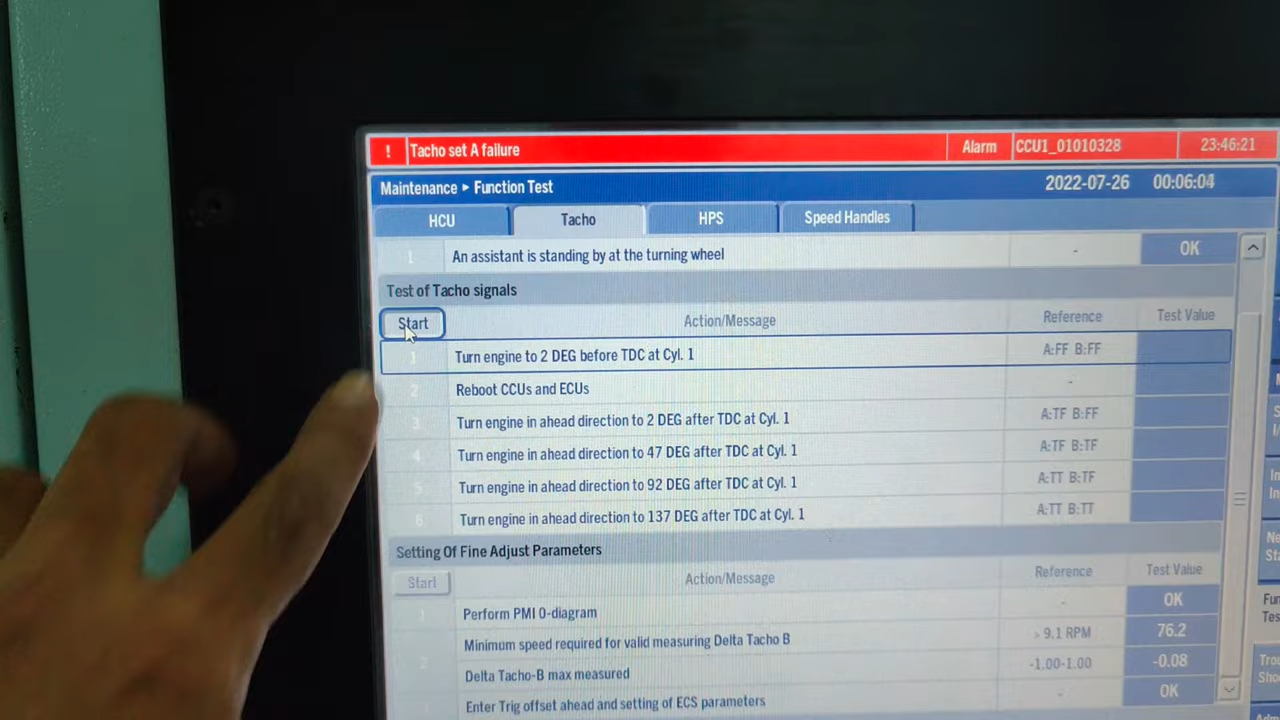 ! Tacho set A failure Alarm CCU1_01010328 23:46:21
Maintenance ▸ Function Test 2022-07-26 00:06:04
HCU Tacho HPS Speed Handles
1 An assistant is standing by at the turning wheel - OK
Test of Tacho signals
Start Action/Message Reference Test Value
1 Turn engine to 2 DEG before TDC at Cyl. 1 A:FF B:FF
2 Reboot CCUs and ECUs -
3 Turn engine in ahead direction to 2 DEG after TDC at Cyl. 1 A:TF B:FF
4 Turn engine in ahead direction to 47 DEG after TDC at Cyl. 1 A:TF B:TF
5 Turn engine in ahead direction to 92 DEG after TDC at Cyl. 1 A:TT B:TF
6 Turn engine in ahead direction to 137 DEG after TDC at Cyl. 1 A:TT B:TT
Setting Of Fine Adjust Parameters
Start Action/Message Reference Test Value
1 Perform PMI 0-diagram - OK
Minimum speed required for valid measuring Delta Tacho B > 9.1 RPM 76.2
2
Delta Tacho-B max measured -1.00-1.00 -0.08
Enter Trig offset ahead and setting of ECS parameters - OK